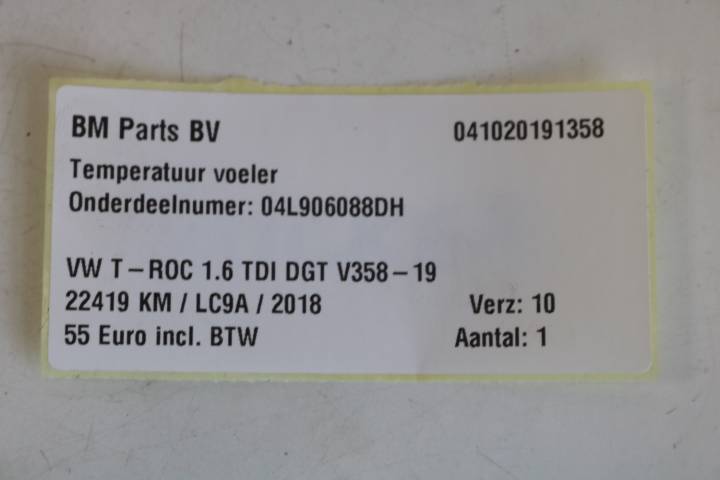 BM Parts BV 041020191358
Temperatuur voeler
Onderdeelnumer: 04L906088DH
VW T-ROC 1.6 TDI DGT V358-19
22419 KM / LC9A / 2018 Verz: 10
55 Euro incl. BTW Aantal: 1